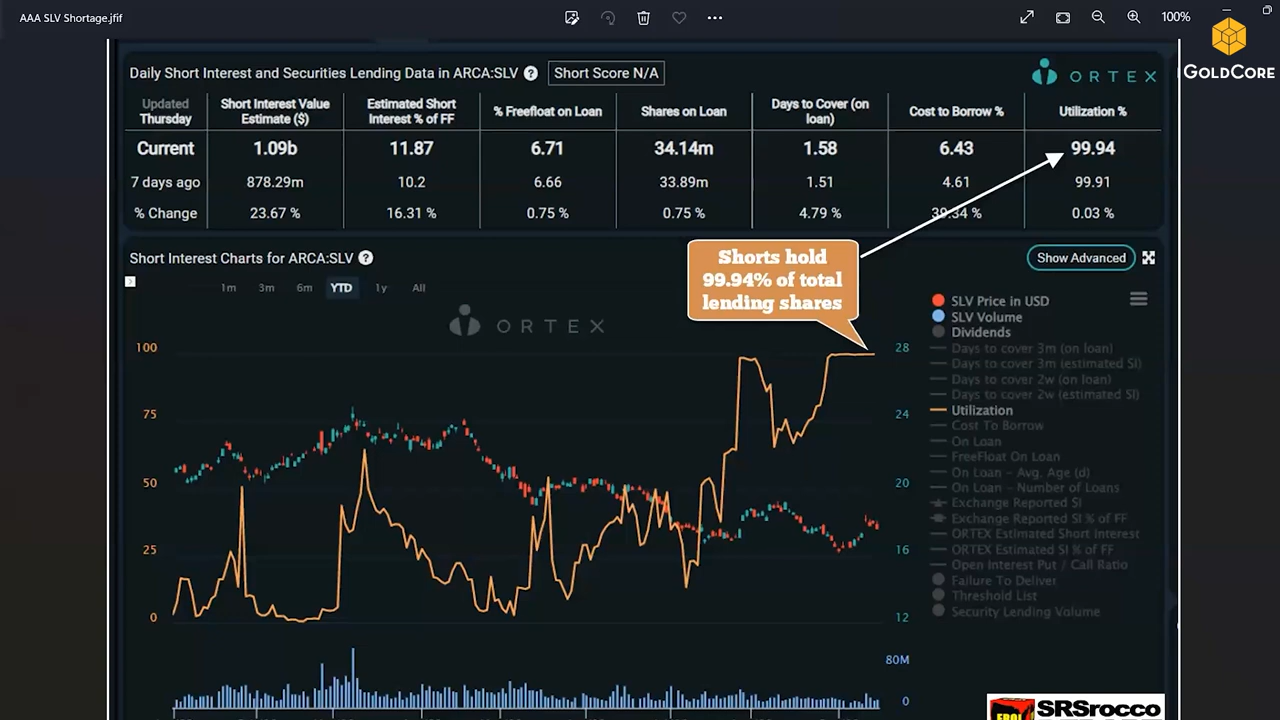 AAA SLV Shortage.jfif
100%
GOLDCORE
Daily Short Interest and Securities Lending Data in ARCA:SLV ? Short Score N/A
ORTEX
Updated Thursday
Short Interest Value Estimate ($)
Estimated Short Interest % of FF
% Freefloat on Loan
Shares on Loan
Days to Cover (on loan)
Cost to Borrow %
Utilization %
Current 1.09b 11.87 6.71 34.14m 1.58 6.43 99.94
7 days ago 878.29m 10.2 6.66 33.89m 1.51 4.61 99.91
% Change 23.67 % 16.31 % 0.75 % 0.75 % 4.79 % 39.34 % 0.03 %
Short Interest Charts for ARCA:SLV ?
Show Advanced
1m 3m 6m YTD 1y All
Shorts hold
99.94% of total
lending shares
ORTEX
100
75
50
25
0
28
24
20
16
12
80M
0
SLV Price in USD
SLV Volume
Dividends
Days to cover 3m (on loan)
Days to cover 3m (estimated SI)
Days to cover 2w (on loan)
Days to cover 2w (estimated SI)
Utilization
Cost To Borrow
On Loan
FreeFloat On Loan
On Loan - Avg. Age (d)
On Loan - Number of Loans
Exchange Reported SI
Exchange Reported SI % of FF
ORTEX Estimated Short Interest
ORTEX Estimated SI % of FF
Open Interest Put / Call Ratio
Failure To Deliver
Threshold List
Security Lending Volume
SRSrocco